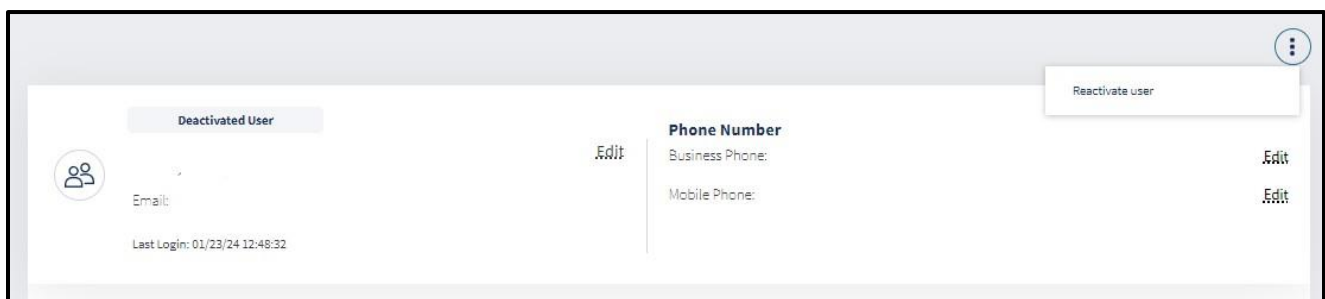 Reactivate user
Deactivated User
Edit
Email:
Last Login: 01/23/24 12:48:32
Phone Number
Business Phone:
Edit
Mobile Phone:
Edit